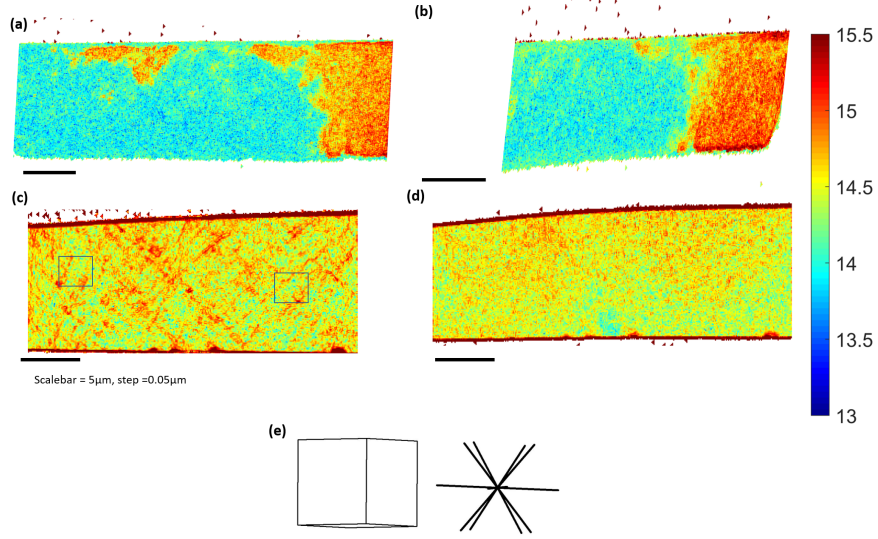 (a)
(b)
15.5
15
14.5
14
13.5
13
(c)
(d)
Scalebar = 5µm, step =0.05µm
(e)